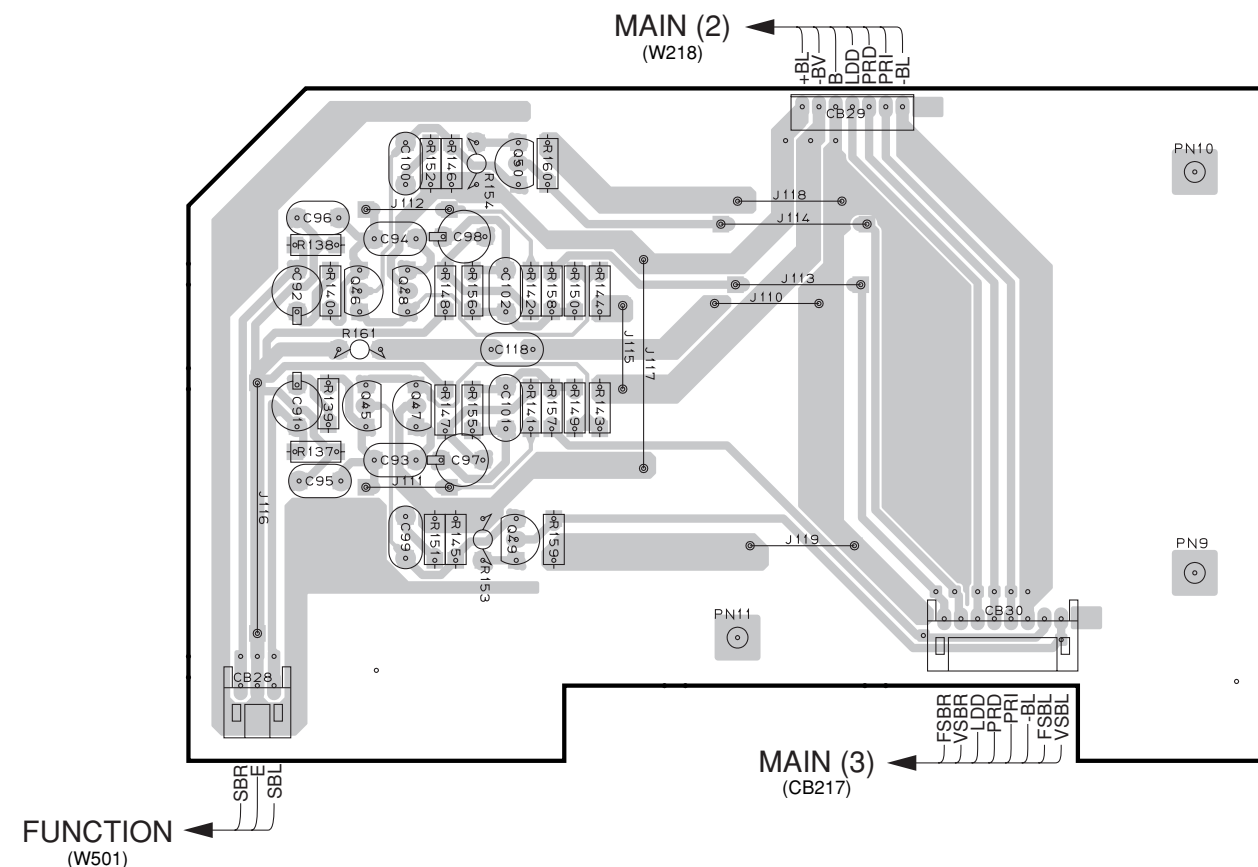 MAIN (2)
(W218)
+BL
-BV
B
LDD
PRD
PRI
-BL
CB29
PN10
C100
R152
R146
R154
Q50
R160
J118
J112
J114
C96
C94
C98
R138
C92
R140
Q46
Q48
R148
R156
C102
R142
R158
R150
R144
J113
J110
R161
C118
J115
J117
C91
R139
Q45
Q47
R147
R155
C101
R141
R157
R149
R143
R137
C93
C97
C95
J111
J116
C99
R151
R145
R153
Q49
R159
J119
PN9
PN11
CB30
CB28
FSBR
VSBR
LDD
PRD
PRI
-BL
FSBL
VSBL
MAIN (3)
(CB217)
SBR
E
SBL
FUNCTION
(W501)